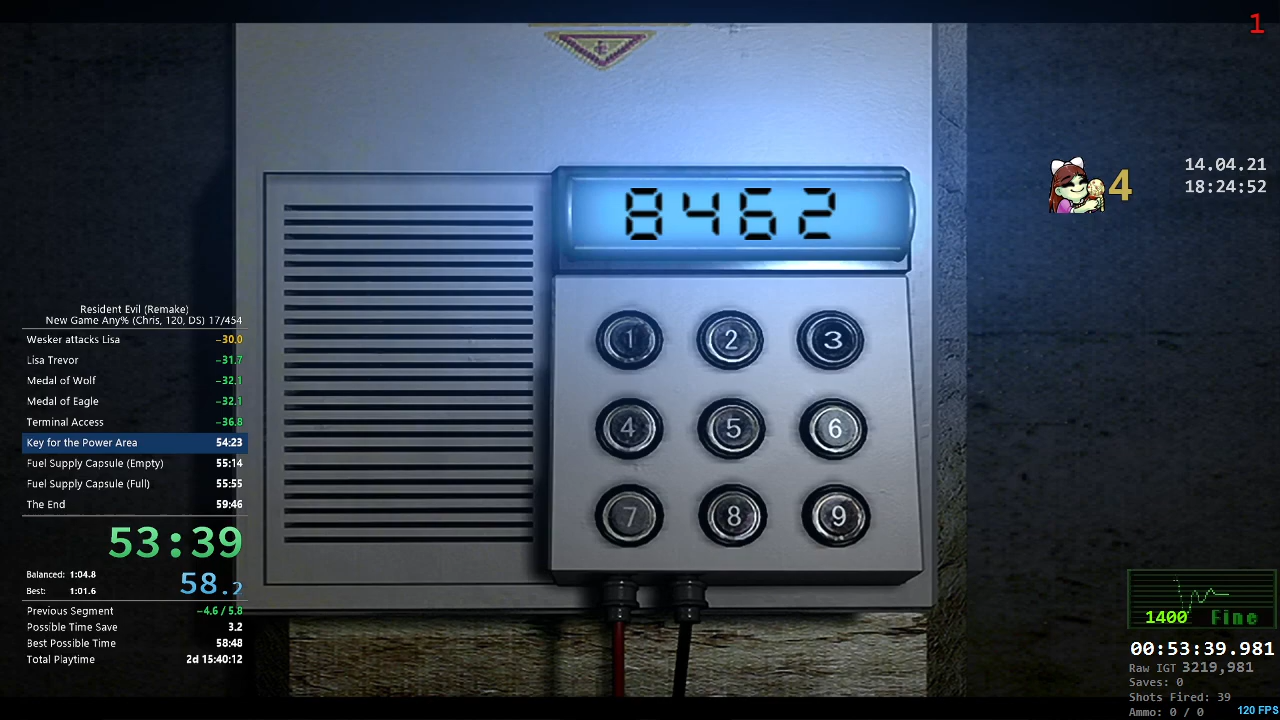 1
14.04.21
18:24:52
4
8462
1 2 3
4 5 6
7 8 9
Resident Evil (Remake)
New Game Any% (Chris, 120, DS) 17/454
Wesker attacks Lisa −30.0
Lisa Trevor −31.7
Medal of Wolf −32.1
Medal of Eagle −32.1
Terminal Access −36.8
Key for the Power Area 54:23
Fuel Supply Capsule (Empty) 55:14
Fuel Supply Capsule (Full) 55:55
The End 59:46
53:39
Balanced: 1:04.8
Best: 1:01.6
58.2
Previous Segment −4.6 / 5.8
Possible Time Save 3.2
Best Possible Time 58:48
Total Playtime 2d 15:40:12
1400 Fine
00:53:39.981
Raw IGT 3219,981
Saves: 0
Shots Fired: 39
Ammo: 0 / 0
120 FPS